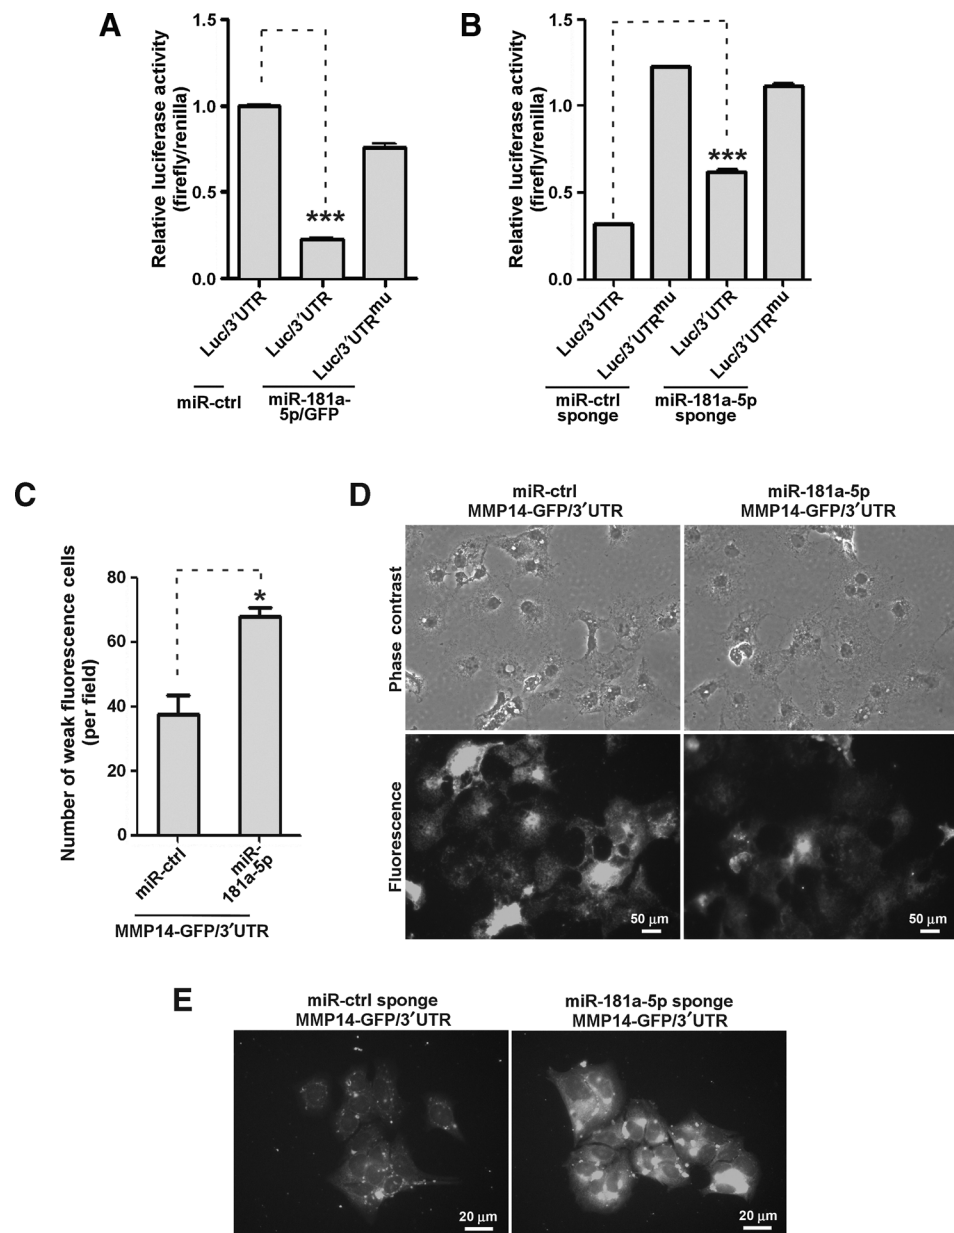 A
Relative luciferase activity
(firefly/renilla)
1.5
1.0
0.5
0.0
***
Luc/3′UTR
Luc/3′UTR
Luc/3′UTRmu
miR-ctrl
miR-181a-
5p/GFP
B
Relative luciferase activity
(firefly/renilla)
1.5
1.0
0.5
0.0
***
Luc/3′UTR
Luc/3′UTRmu
Luc/3′UTR
Luc/3′UTRmu
miR-ctrl
sponge
miR-181a-5p
sponge
C
Number of weak fluorescence cells
(per field)
80
60
40
20
0
*
miR-ctrl
miR-
181a-5p
MMP14-GFP/3′UTR
D
miR-ctrl
MMP14-GFP/3′UTR
miR-181a-5p
MMP14-GFP/3′UTR
Phase contrast
Fluorescence
50 μm
50 μm
E
miR-ctrl sponge
MMP14-GFP/3′UTR
miR-181a-5p sponge
MMP14-GFP/3′UTR
20 μm
20 μm